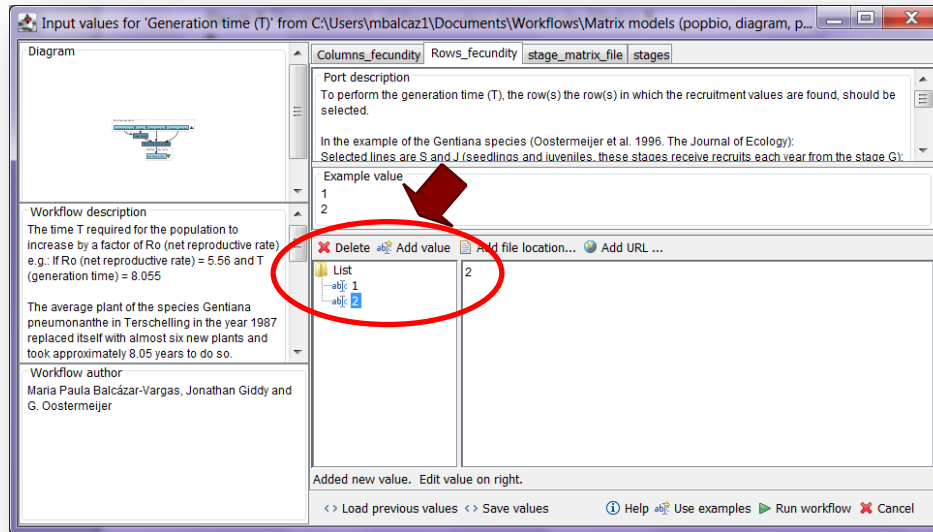 Input values for 'Generation time (T)' from C:\Users\mbalcaz1\Documents\Workflows\Matrix models (popbio, diagram, p...
Diagram
Workflow description
The time T required for the population to
increase by a factor of Ro (net reproductive rate)
e.g.: If Ro (net reproductive rate) = 5.56 and T
(generation time) = 8.055
The average plant of the species Gentiana
pneumonanthe in Terschelling in the year 1987
replaced itself with almost six new plants and
took approximately 8.05 years to do so.
Workflow author
Maria Paula Balcázar-Vargas, Jonathan Giddy and
G. Oostermeijer
Columns_fecundity Rows_fecundity stage_matrix_file stages
Port description
To perform the generation time (T), the row(s) the row(s) in which the recruitment values are found, should be
selected.
In the example of the Gentiana species (Oostermeijer et al. 1996. The Journal of Ecology):
Selected lines are S and J (seedlings and juveniles, these stages receive recruits each year from the stage G):
Example value
1
2
Delete Add value Add file location... Add URL ...
List
1
2
2
Added new value. Edit value on right.
Load previous values Save values Help Use examples Run workflow Cancel